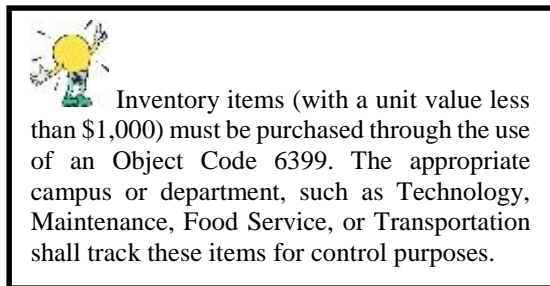 Inventory items (with a unit value less
than $1,000) must be purchased through the use
of an Object Code 6399. The appropriate
campus or department, such as Technology,
Maintenance, Food Service, or Transportation
shall track these items for control purposes.